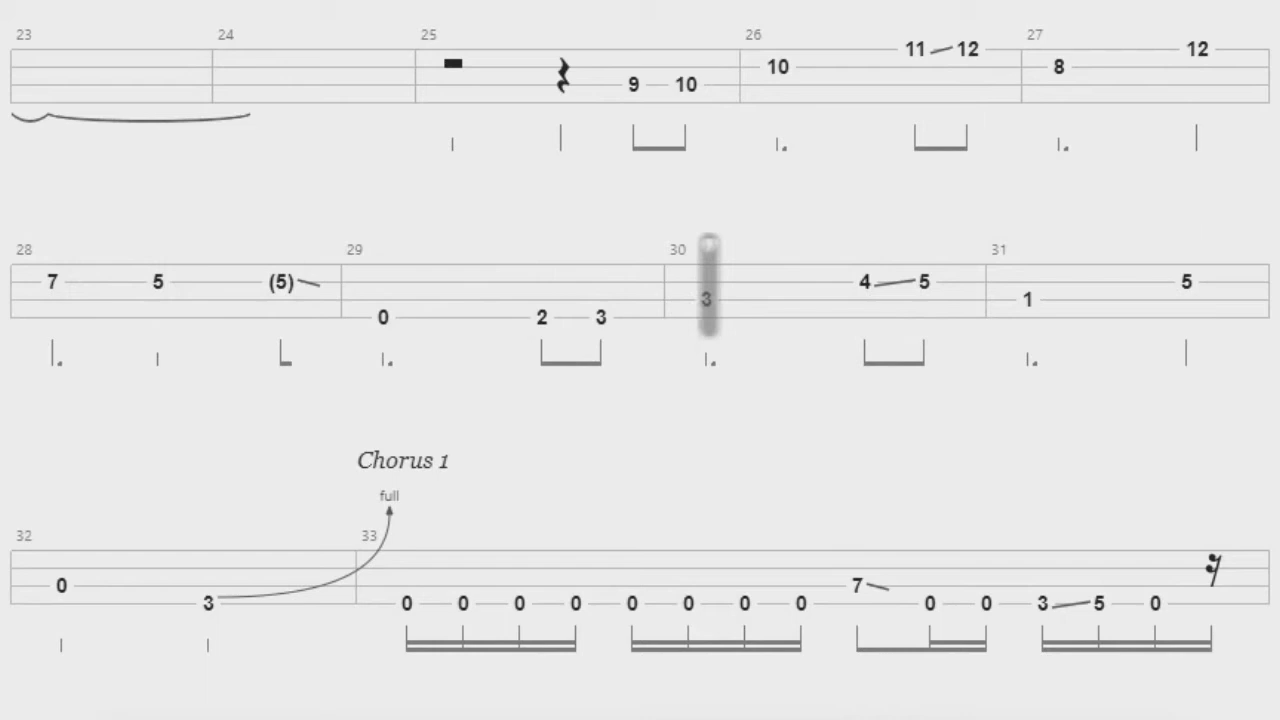 23 24 25 26 27
11 12 12
10 8
9 10
28 29 30 31
7 5 (5) 4 5 5
3 1
0 2 3
Chorus 1
full
32 33
0 7
3 0 0 0 0 0 0 0 0 0 0 3 5 0